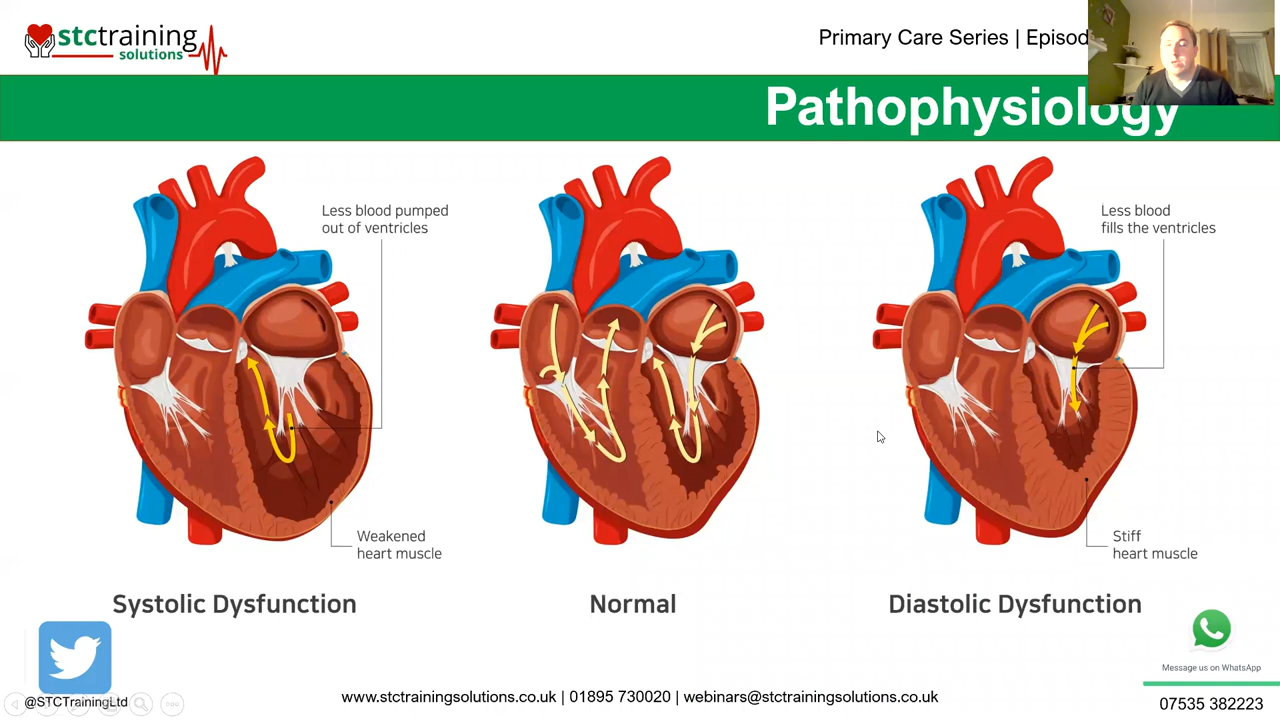 stctraining
solutions
Primary Care Series | Episod
Pathophysiology
Less blood pumped
out of ventricles
Weakened
heart muscle
Less blood
fills the ventricles
Stiff
heart muscle
Systolic Dysfunction
Normal
Diastolic Dysfunction
@STCTrainingLtd
www.stctrainingsolutions.co.uk | 01895 730020 | webinars@stctrainingsolutions.co.uk
Message us on WhatsApp
07535 382223